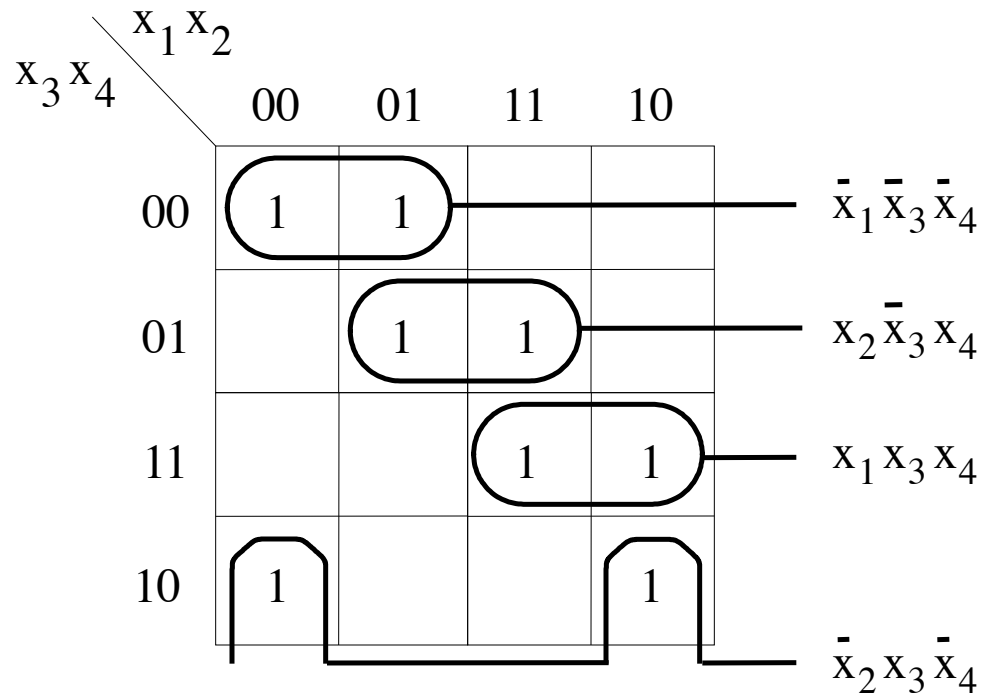 x₁x₂
x₃x₄
00 01 11 10
00 1 1 x̄₁x̄₃x̄₄
01 1 1 x₂x̄₃x₄
11 1 1 x₁x₃x₄
10 1 1
x̄₂x₃x̄₄